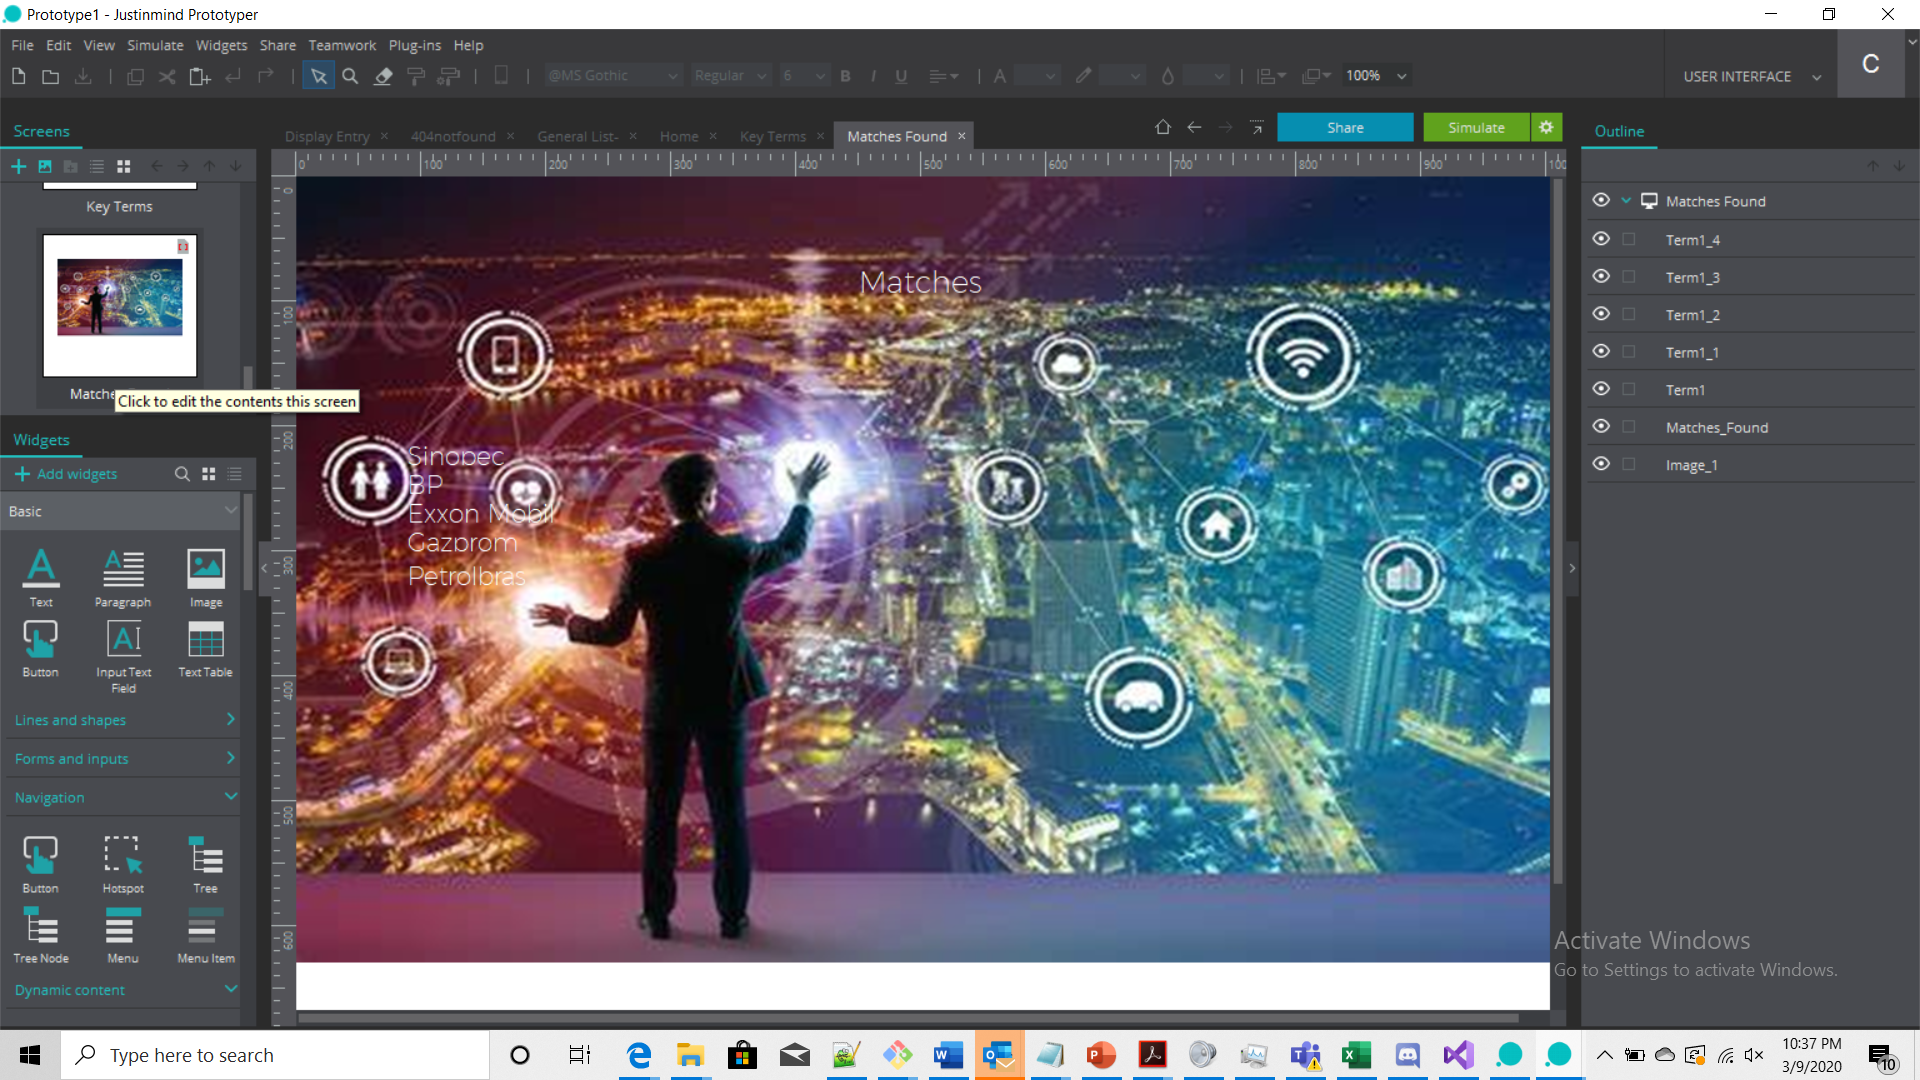 Prototype1 - Justinmind Prototyper
File Edit View Simulate Widgets Share Teamwork Plug-ins Help
@MS Gothic Regular 6 B I U A 100%
USER INTERFACE
C
Screens
Display Entry 404notfound General List- Home Key Terms Matches Found
Share
Simulate
Outline
0 100 200 300 400 500 600 700 800 900 100
Key Terms
Matche
Click to edit the contents this screen
Widgets
Add widgets
Basic
Text Paragraph Image
Button Input Text Field Text Table
Lines and shapes
Forms and inputs
Navigation
Button Hotspot Tree
Tree Node Menu Menu Item
Dynamic content
0
100
200
300
400
500
600
Matches
Sinopec
BP
Exxon Mobil
Gazprom
Petrolbras
Matches Found
Term1_4
Term1_3
Term1_2
Term1_1
Term1
Matches_Found
Image_1
Activate Windows
Go to Settings to activate Windows.
Type here to search
10:37 PM
3/9/2020
10